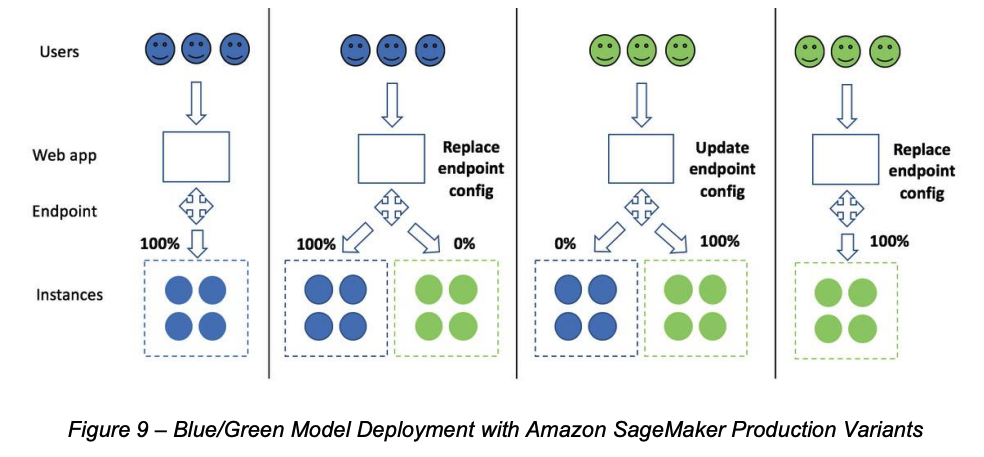 Users
Web app
Replace
endpoint
config
Update
endpoint
config
Replace
endpoint
config
Endpoint
100%
100%
0%
0%
100%
100%
Instances
Figure 9 – Blue/Green Model Deployment with Amazon SageMaker Production Variants